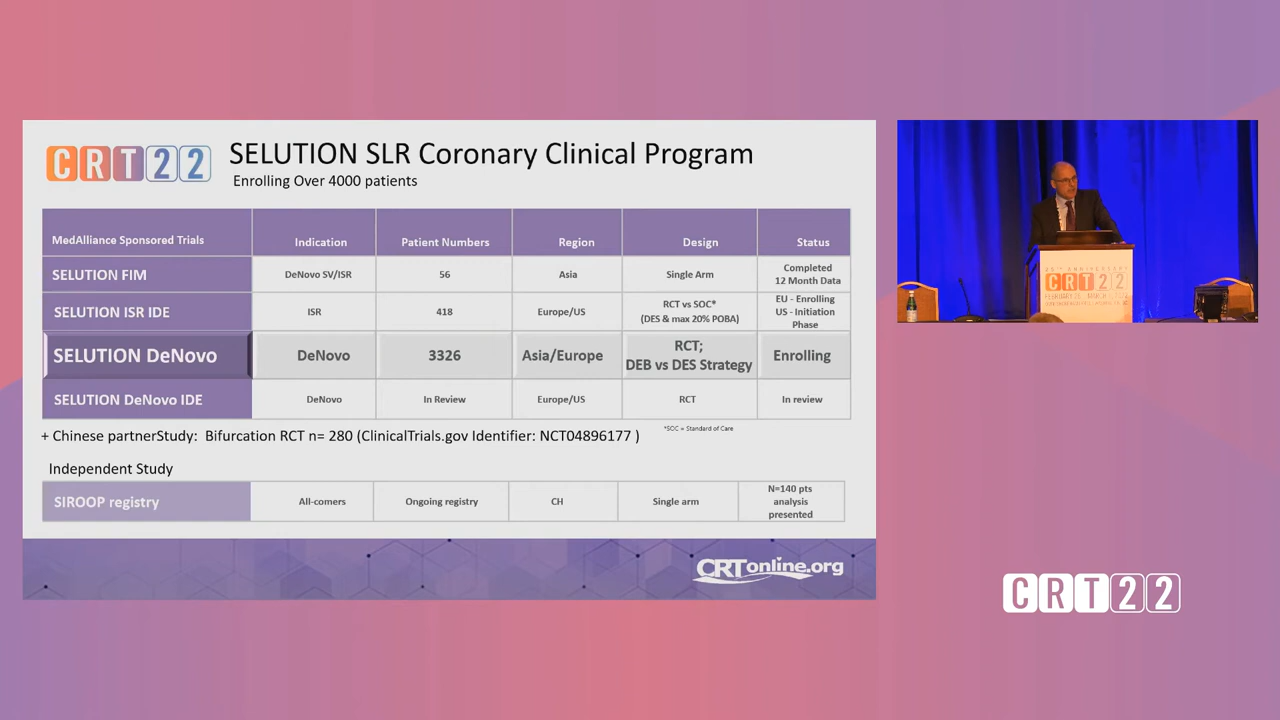 CRT22
SELUTION SLR Coronary Clinical Program
Enrolling Over 4000 patients
MedAlliance Sponsored Trials
Indication
Patient Numbers
Region
Design
Status
SELUTION FIM
DeNovo SV/ISR
56
Asia
Single Arm
Completed
12 Month Data
SELUTION ISR IDE
ISR
418
Europe/US
RCT vs SOC*
(DES & max 20% POBA)
EU - Enrolling
US - Initiation
Phase
SELUTION DeNovo
DeNovo
3326
Asia/Europe
RCT;
DEB vs DES Strategy
Enrolling
SELUTION DeNovo IDE
DeNovo
In Review
Europe/US
RCT
In review
*SOC = Standard of Care
+ Chinese partnerStudy: Bifurcation RCT n= 280 (ClinicalTrials.gov Identifier: NCT04896177 )
Independent Study
SIROOP registry
All-comers
Ongoing registry
CH
Single arm
N=140 pts
analysis
presented
CRTonline.org
CRT22
CRT22